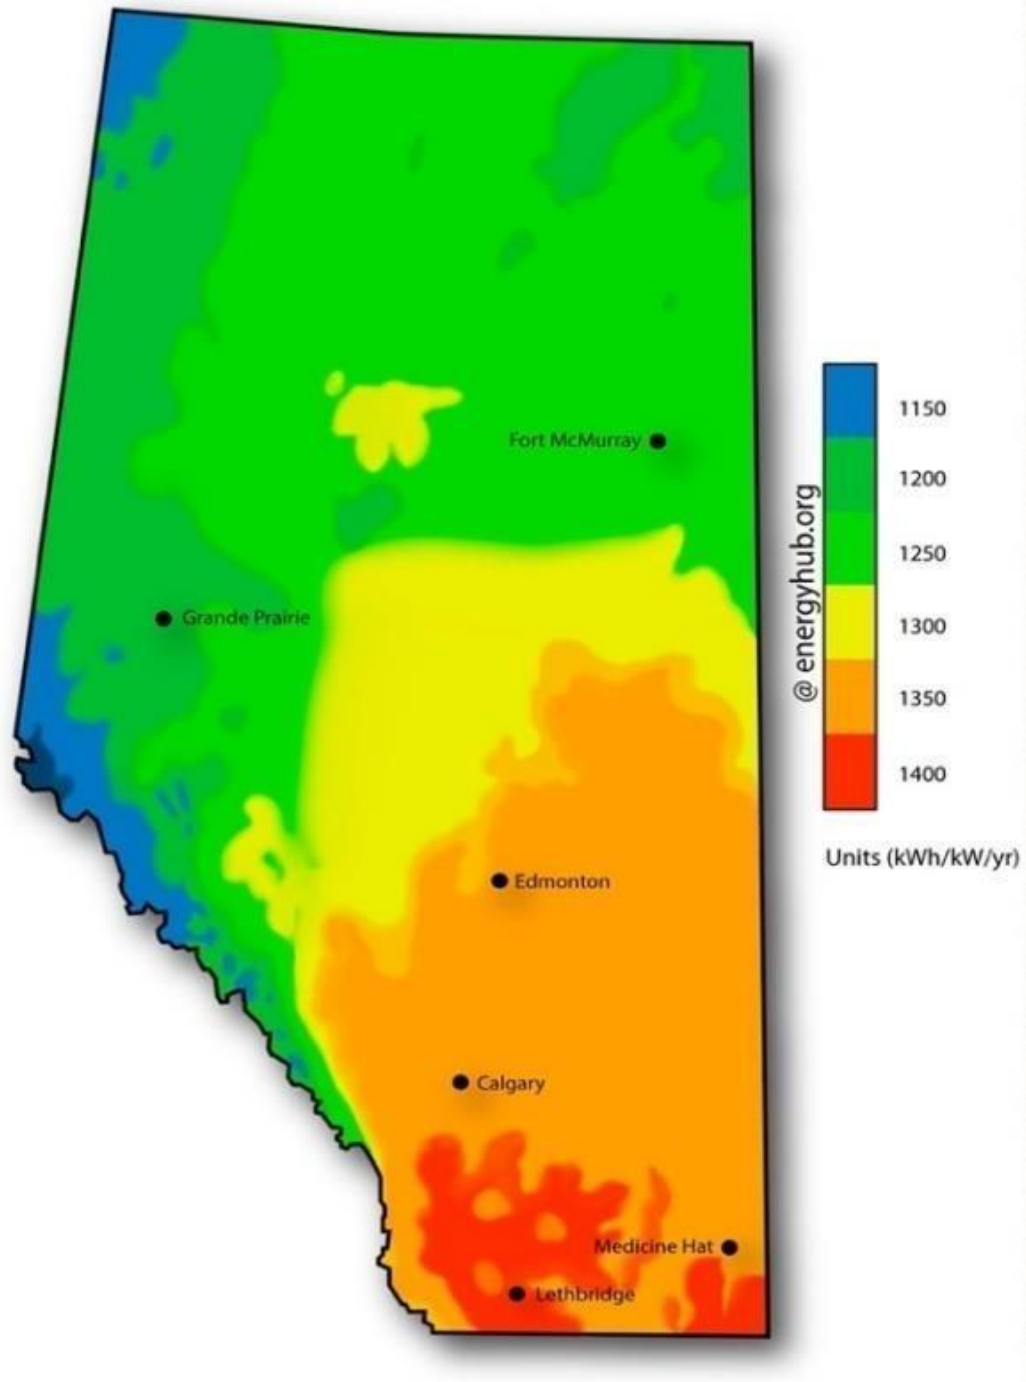 Fort McMurray
Grande Prairie
Edmonton
Calgary
Medicine Hat
Lethbridge
@ energyhub.org
1150
1200
1250
1300
1350
1400
Units (kWh/kW/yr)